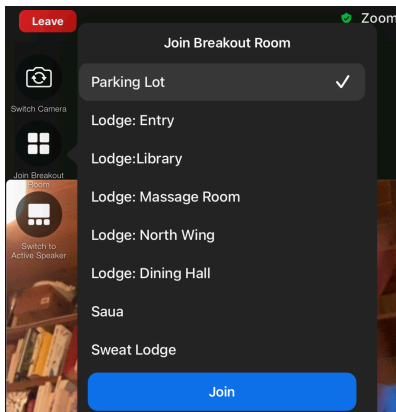 Leave
Zoom
Join Breakout Room
Parking Lot
Switch Camera
Lodge: Entry
Lodge:Library
Join Breakout
Room
Lodge: Massage Room
Lodge: North Wing
Switch to
Active Speaker
Lodge: Dining Hall
Saua
Sweat Lodge
Join